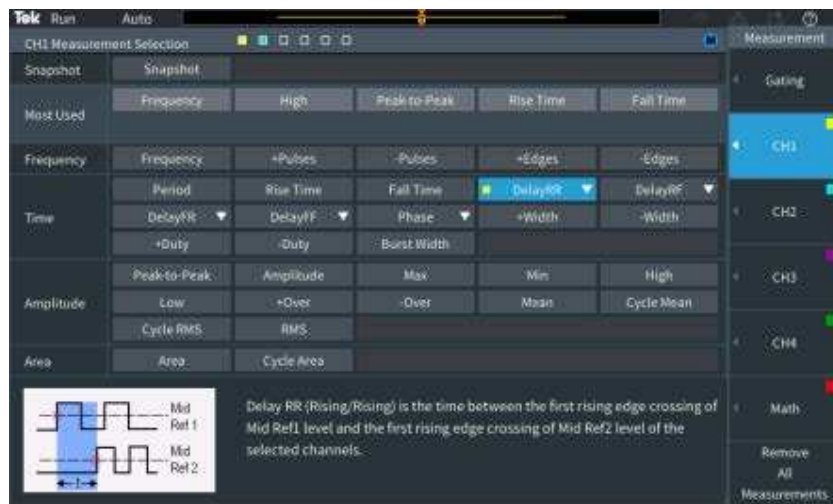 Tek Run Auto
CH1 Measurement Selection
Measurement
Snapshot Snapshot
Gating
Most Used Frequency High Peak-to-Peak Rise Time Fall Time
CH1
Frequency Frequency +Pulses -Pulses +Edges -Edges
Time Period Rise Time Fall Time DelayRR DelayRF
DelayFR DelayFF Phase +Width -Width
CH2
+Duty -Duty Burst Width
Amplitude Peak-to-Peak Amplitude Max Min High
CH3
Low +Over -Over Mean Cycle Mean
Cycle RMS RMS
CH4
Area Area Cycle Area
Math
Mid
Ref 1
Mid
Ref 2
t
Delay RR (Rising/Rising) is the time between the first rising edge crossing of
Mid Ref1 level and the first rising edge crossing of Mid Ref2 level of the
selected channels.
Remove
All
Measurements